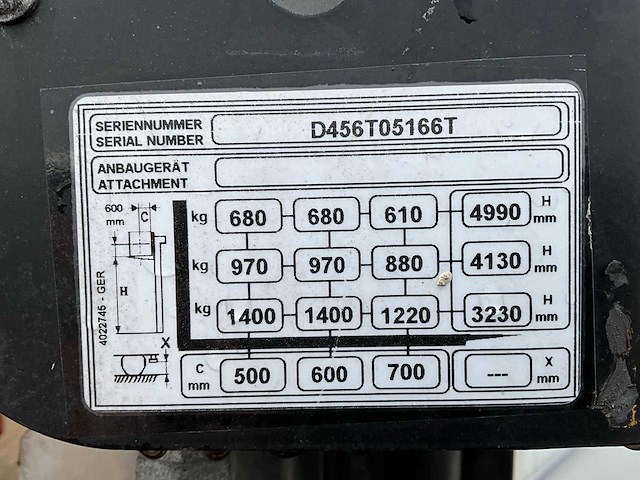 SERIENNUMMER
SERIAL NUMBER
D456T05166T
ANBAUGERÄT
ATTACHMENT
600
mm
C
H
X
4022745 - GER
kg 680 680 610 4990 H mm
kg 970 970 880 4130 H mm
kg 1400 1400 1220 3230 H mm
C mm 500 600 700 --- X mm